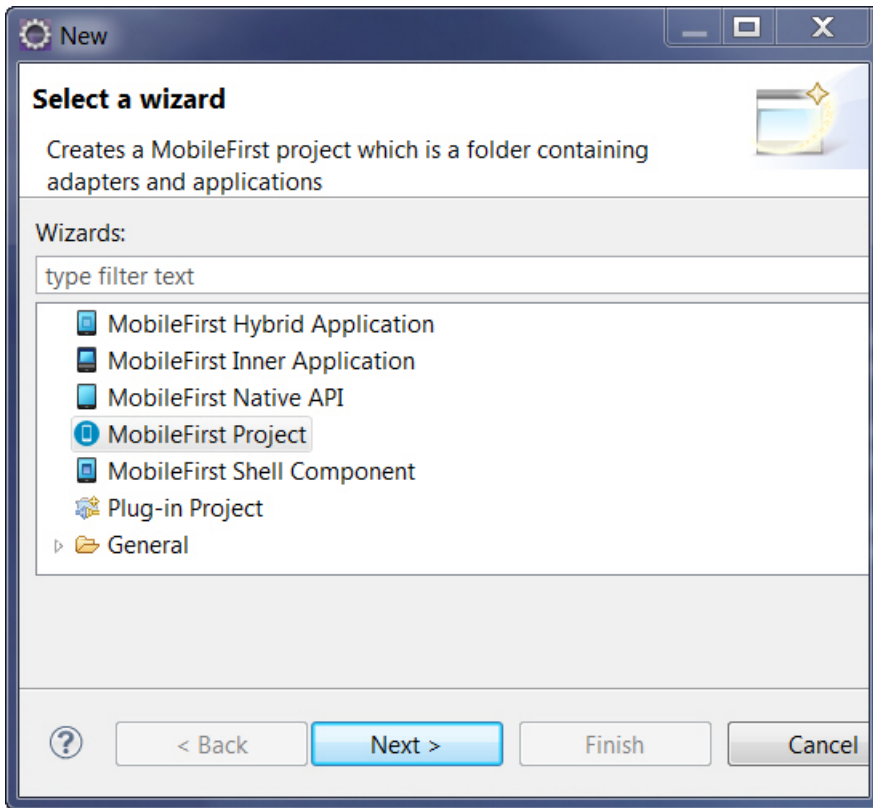 New
Select a wizard
Creates a MobileFirst project which is a folder containing
adapters and applications
Wizards:
type filter text
MobileFirst Hybrid Application
MobileFirst Inner Application
MobileFirst Native API
MobileFirst Project
MobileFirst Shell Component
Plug-in Project
General
? < Back Next > Finish Cancel